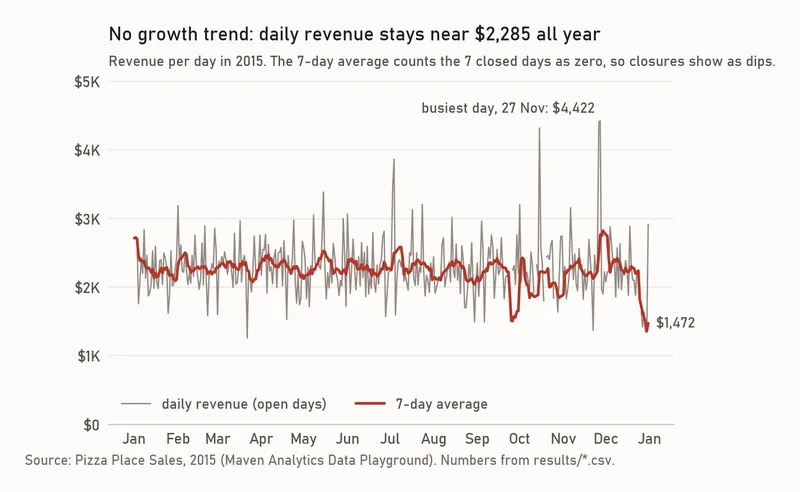 No growth trend: daily revenue stays near $2,285 all year
Revenue per day in 2015. The 7-day average counts the 7 closed days as zero, so closures show as dips.
$5K
busiest day, 27 Nov: $4,422
$4K
$3K
$2K
$1,472
$1K
daily revenue (open days) 7-day average
$0
Jan Feb Mar Apr May Jun Jul Aug Sep Oct Nov Dec Jan
Source: Pizza Place Sales, 2015 (Maven Analytics Data Playground). Numbers from results/*.csv.